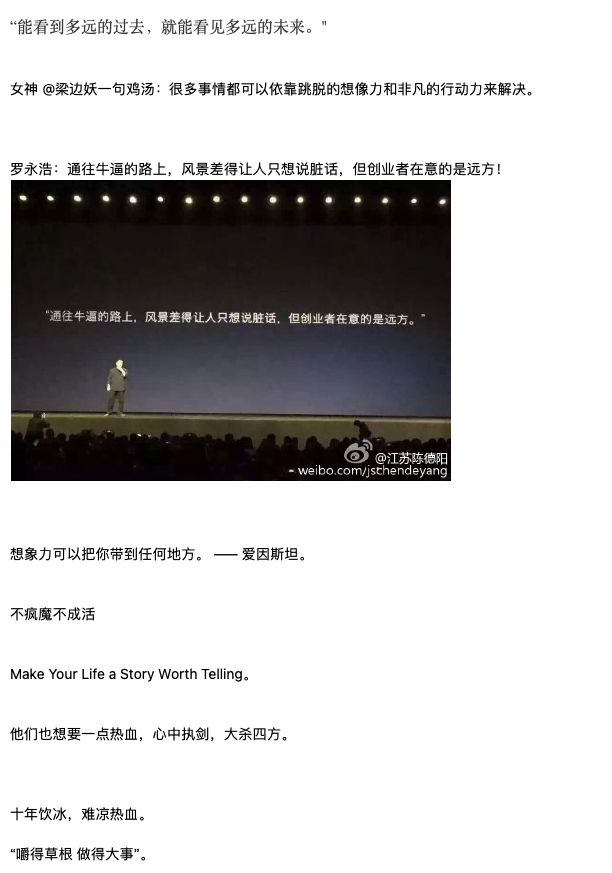 “能看到多远的过去，就能看见多远的未来。"
女神 @梁边妖一句鸡汤：很多事情都可以依靠跳脱的想像力和非凡的行动力来解决。
罗永浩：通往牛逼的路上，风景差得让人只想说脏话，但创业者在意的是远方！
“通往牛逼的路上，风景差得让人只想说脏话，但创业者在意的是远方。”
@江苏陈德阳
- weibo.com/jschendeyang
想象力可以把你带到任何地方。 —— 爱因斯坦。
不疯魔不成活
Make Your Life a Story Worth Telling。
他们也想要一点热血，心中执剑，大杀四方。
十年饮冰，难凉热血。
“嚼得草根 做得大事”。